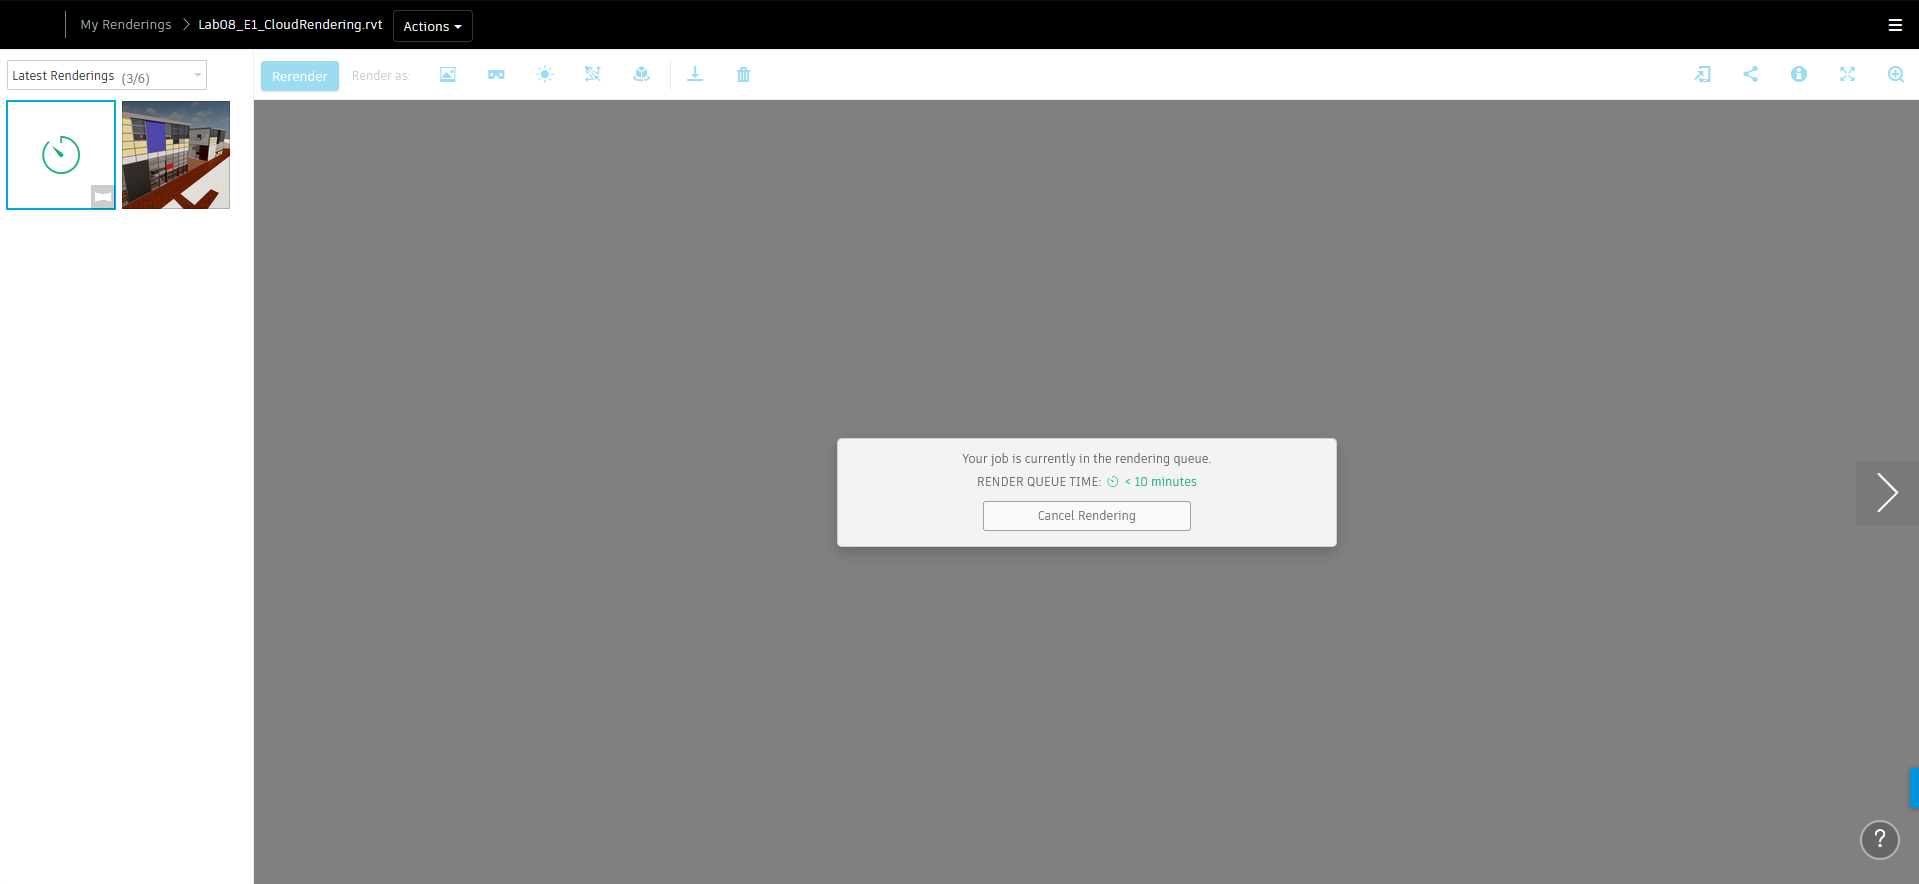 My Renderings > Lab08_E1_CloudRendering.rvt Actions
Latest Renderings (3/6)
Rerender Render as:
Your job is currently in the rendering queue.
RENDER QUEUE TIME: < 10 minutes
Cancel Rendering
?